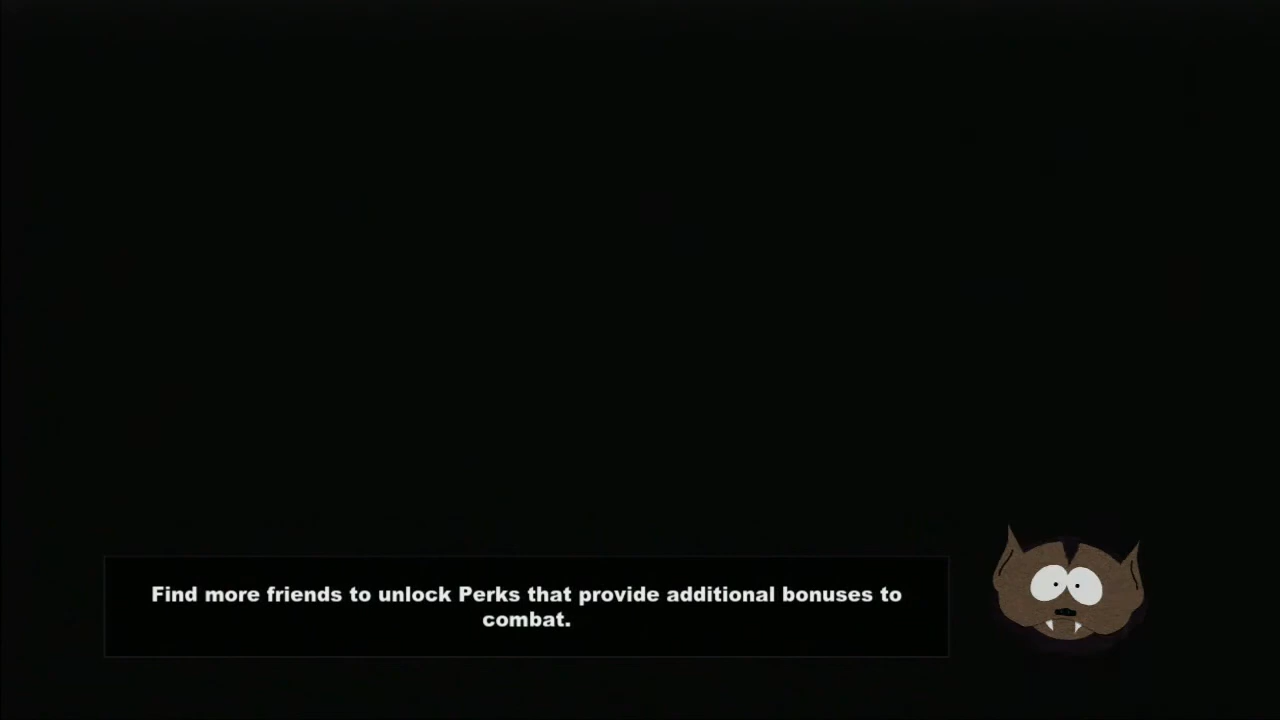 Find more friends to unlock Perks that provide additional bonuses to
combat.